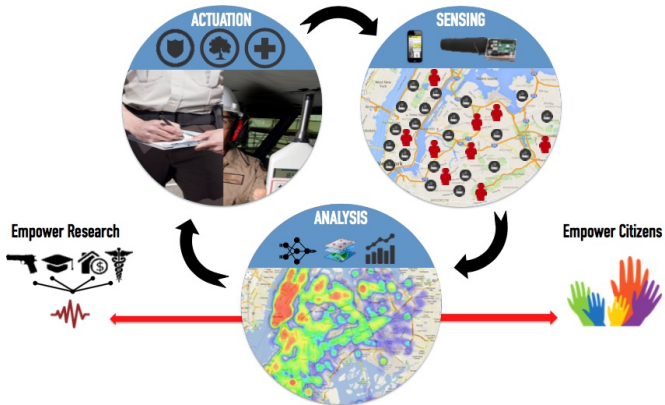 ACTUATION
SENSING
ANALYSIS
Empower Research
Empower Citizens